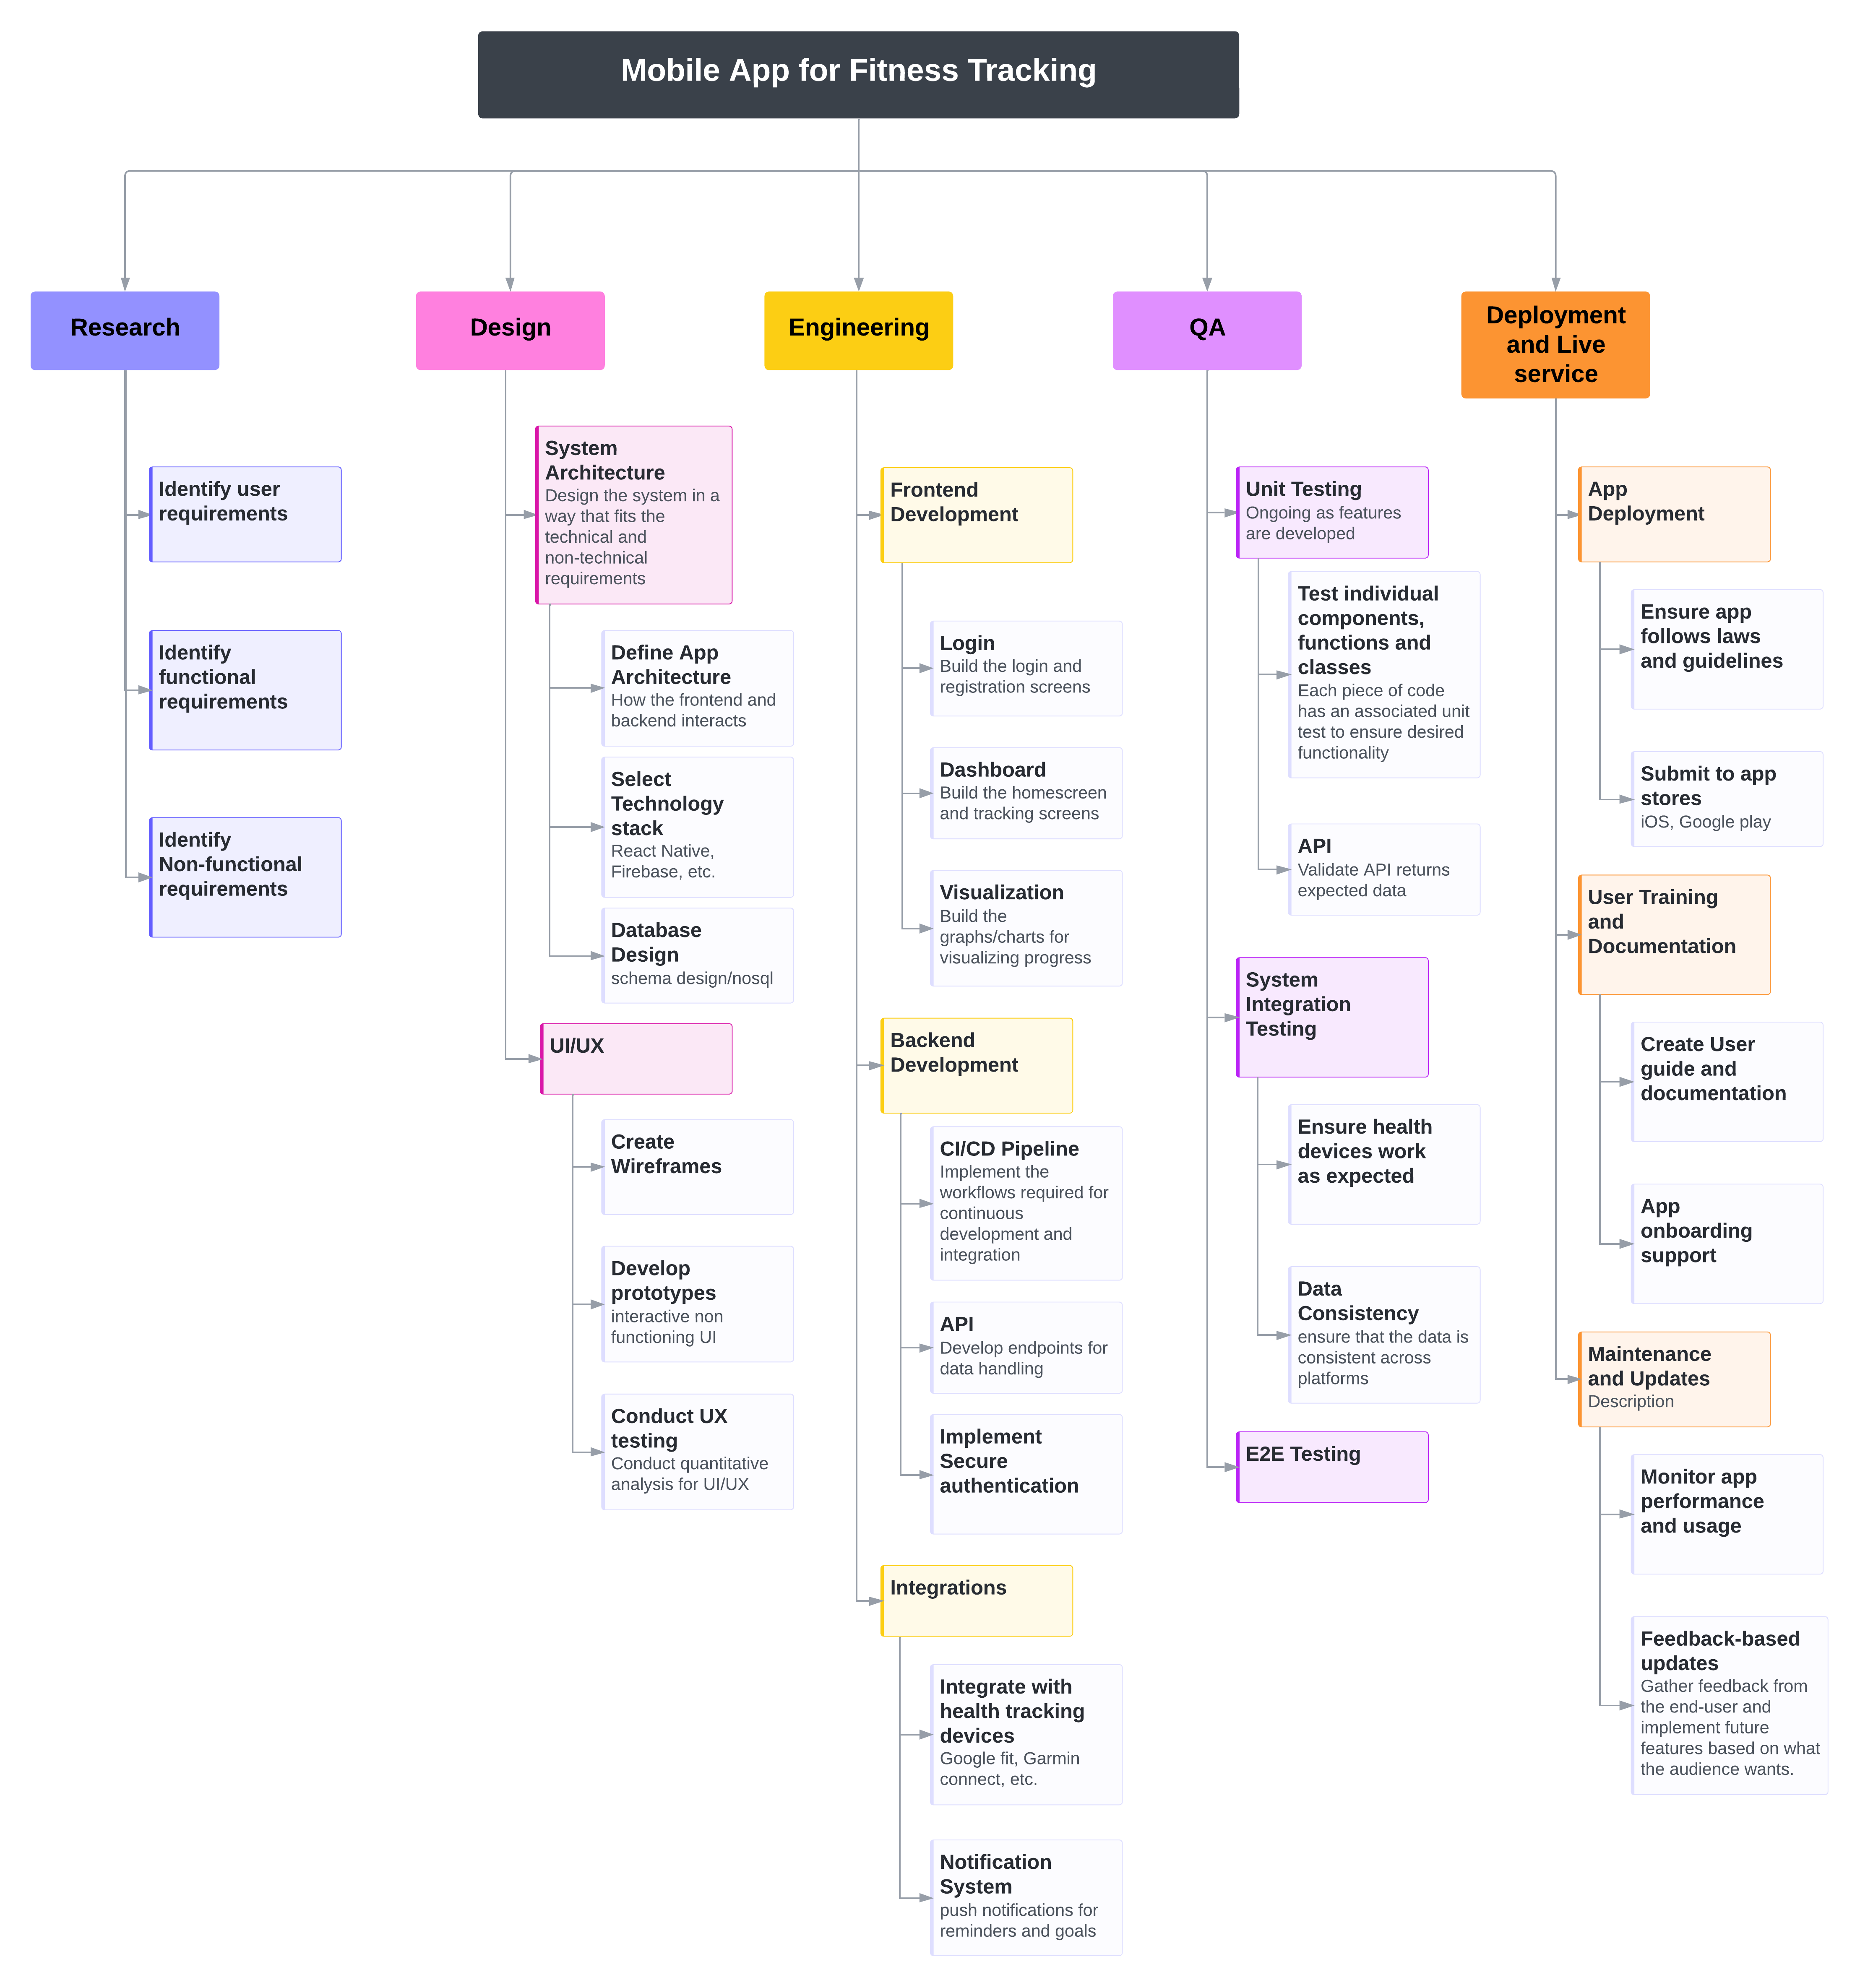 Mobile App for Fitness Tracking
Research
Identify user
requirements
Identify
functional
requirements
Identify
Non-functional
requirements
Design
System
Architecture
Design the system in a
way that fits the
technical and
non-technical
requirements
Define App
Architecture
How the frontend and
backend interacts
Select
Technology
stack
React Native,
Firebase, etc.
Database
Design
schema design/nosql
UI/UX
Create
Wireframes
Develop
prototypes
interactive non
functioning UI
Conduct UX
testing
Conduct quantitative
analysis for UI/UX
Engineering
Frontend
Development
Login
Build the login and
registration screens
Dashboard
Build the homescreen
and tracking screens
Visualization
Build the
graphs/charts for
visualizing progress
Backend
Development
CI/CD Pipeline
Implement the
workflows required for
continuous
development and
integration
API
Develop endpoints for
data handling
Implement
Secure
authentication
Integrations
Integrate with
health tracking
devices
Google fit, Garmin
connect, etc.
Notification
System
push notifications for
reminders and goals
QA
Unit Testing
Ongoing as features
are developed
Test individual
components,
functions and
classes
Each piece of code
has an associated unit
test to ensure desired
functionality
API
Validate API returns
expected data
System
Integration
Testing
Ensure health
devices work
as expected
Data
Consistency
ensure that the data is
consistent across
platforms
E2E Testing
Deployment
and Live
service
App
Deployment
Ensure app
follows laws
and guidelines
Submit to app
stores
iOS, Google play
User Training
and
Documentation
Create User
guide and
documentation
App
onboarding
support
Maintenance
and Updates
Description
Monitor app
performance
and usage
Feedback-based
updates
Gather feedback from
the end-user and
implement future
features based on what
the audience wants.